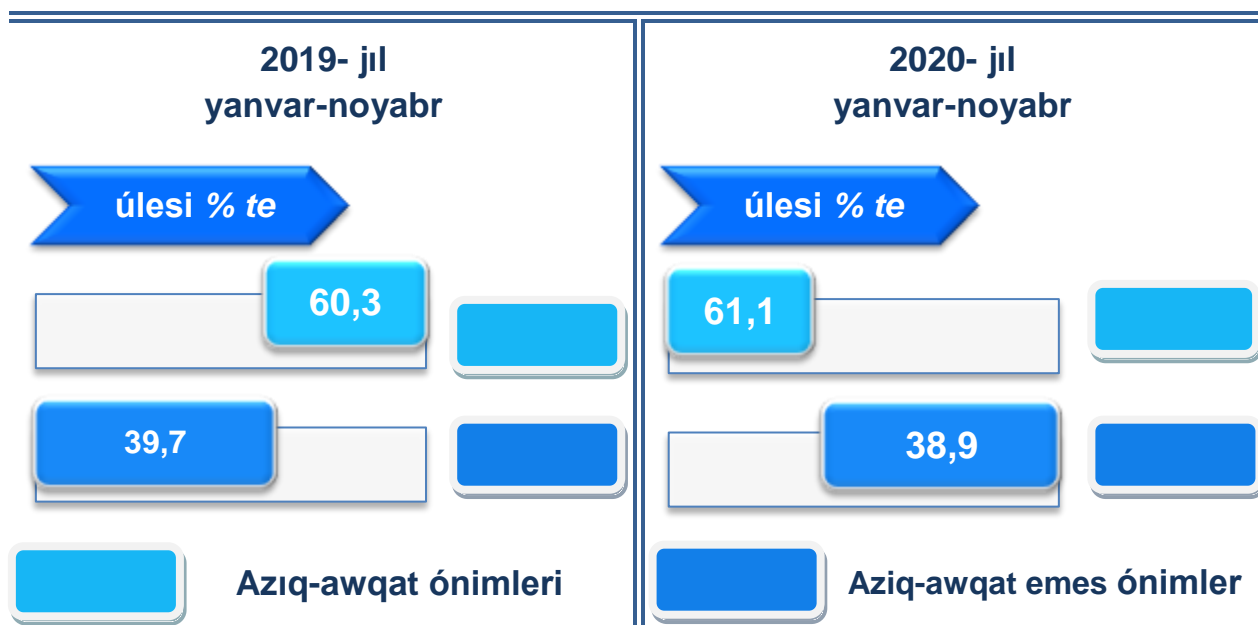 2019- jıl
yanvar-noyabr
úlesi % te
60,3
39,7
2020- jıl
yanvar-noyabr
úlesi % te
61,1
38,9
Azıq-awqat ónimleri
Aziq-awqat emes ónimler